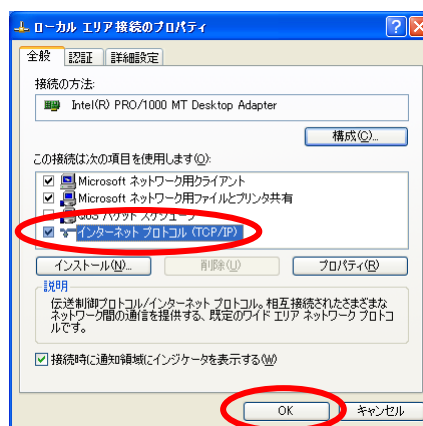 ローカル エリア接続のプロパティ
全般 認証 詳細設定
接続の方法:
Intel(R) PRO/1000 MT Desktop Adapter
構成(C)...
この接続は次の項目を使用します(O):
Microsoft ネットワーク用クライアント
Microsoft ネットワーク用ファイルとプリンタ共有
QoS パケット スケジューラ
インターネット プロトコル (TCP/IP)
インストール(N)... 削除(U) プロパティ(R)
説明
伝送制御プロトコル/インターネット プロトコル。相互接続されたさまざまな
ネットワーク間の通信を提供する、既定のワイド エリア ネットワーク プロトコ
ルです。
接続時に通知領域にインジケータを表示する(W)
OK キャンセル